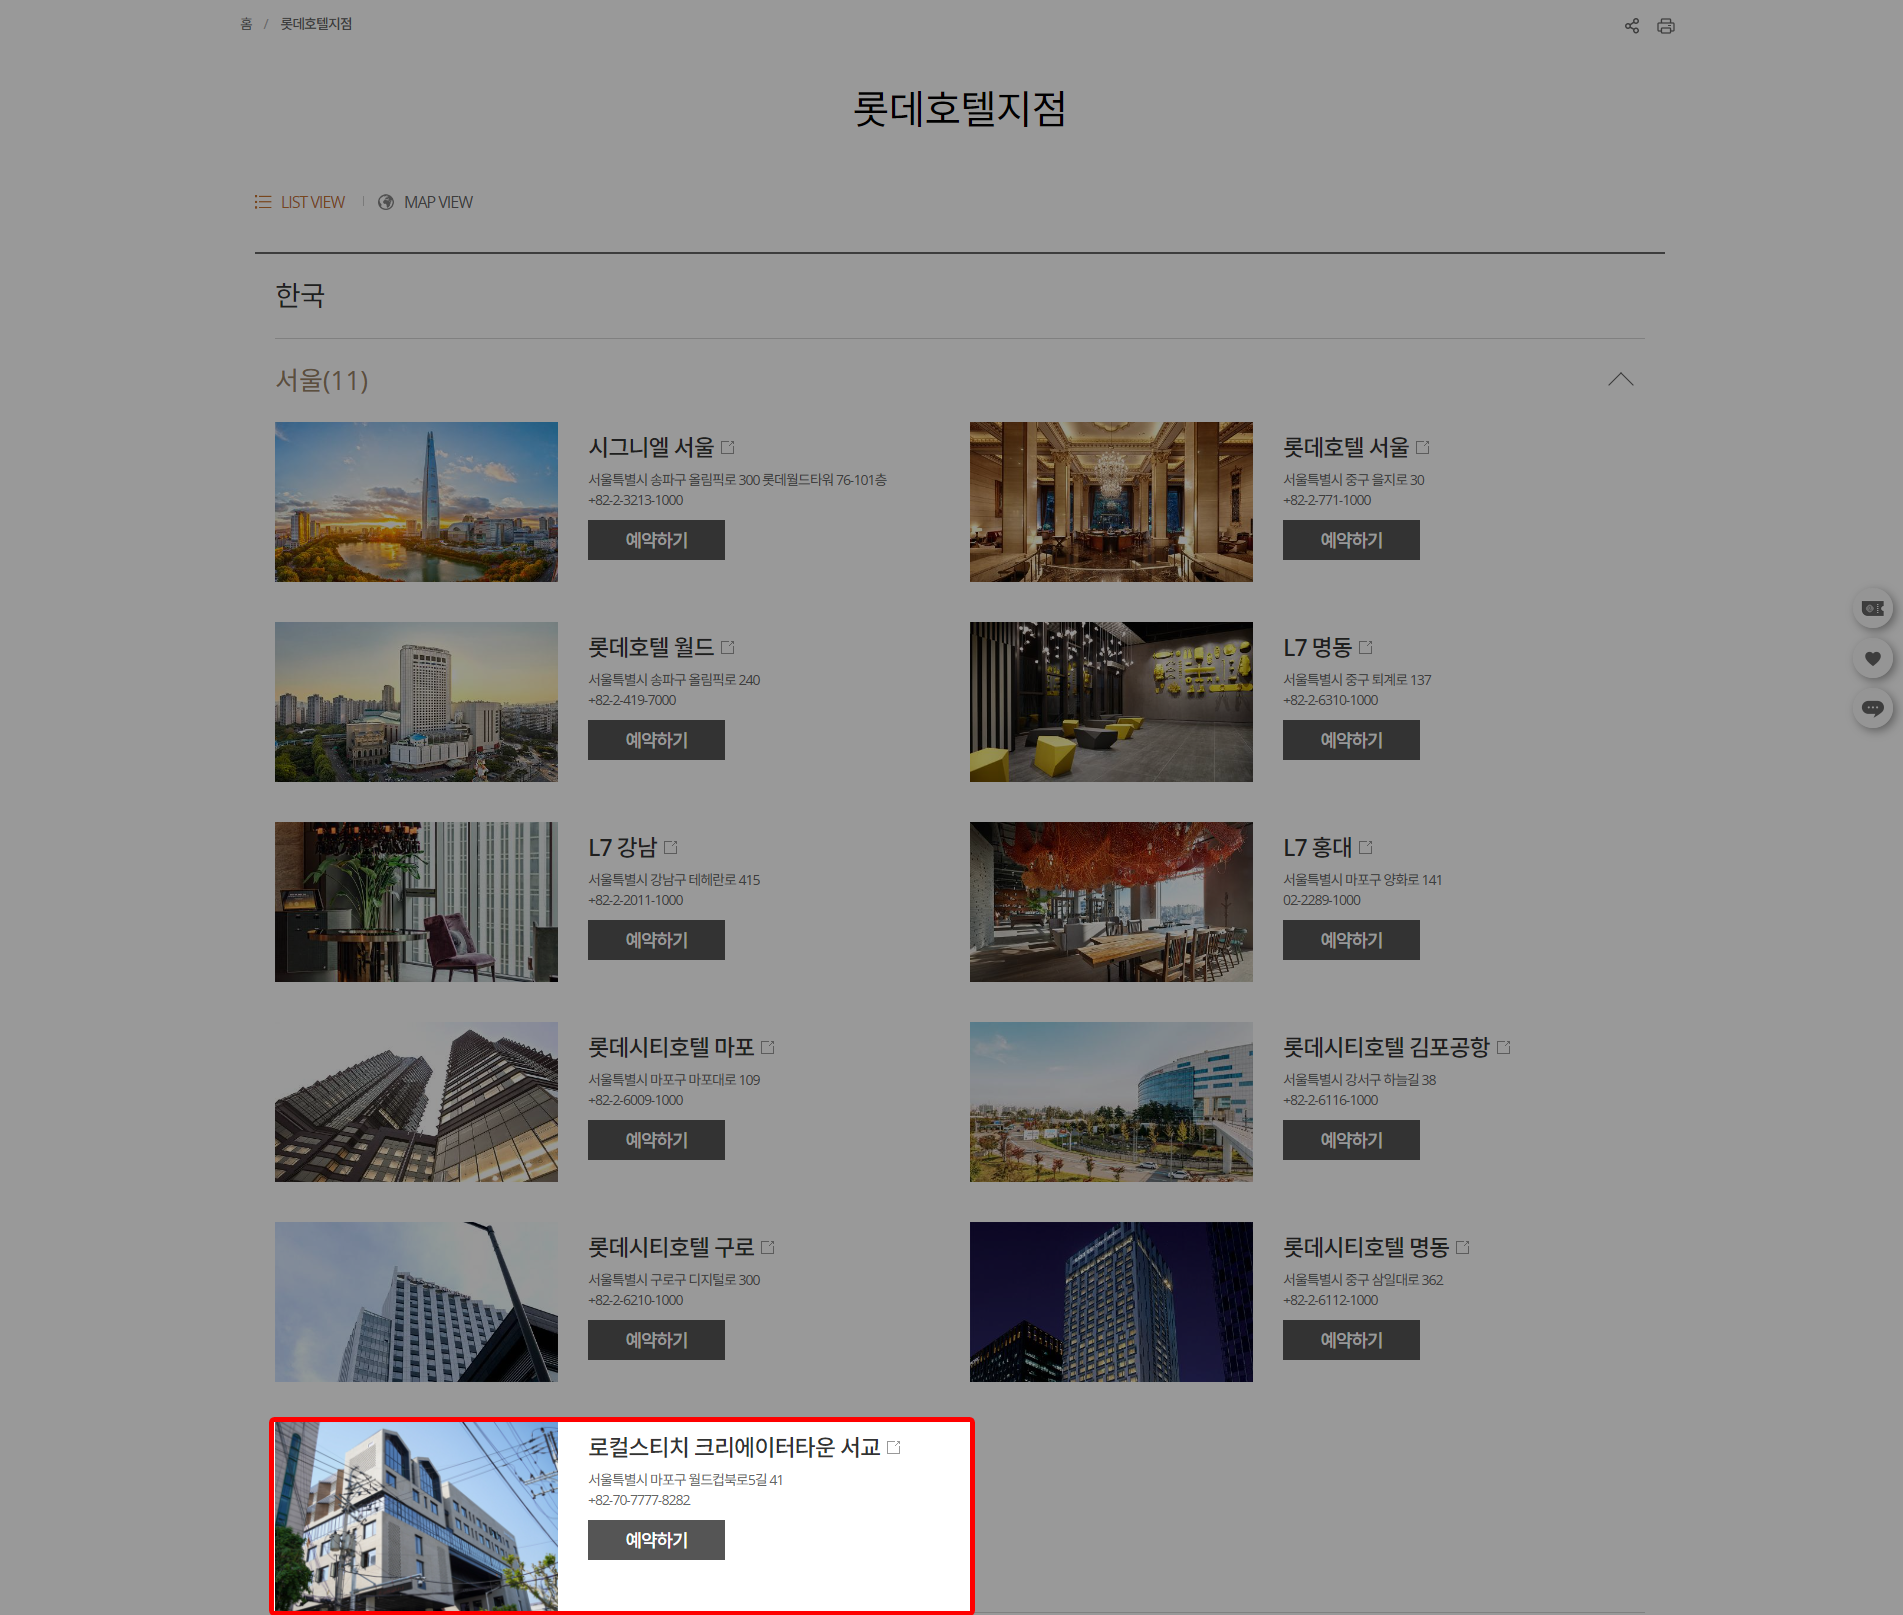 홈 / 롯데호텔지점
롯데호텔지점
LIST VIEW
MAP VIEW
한국
서울(11)
시그니엘 서울
서울특별시 송파구 올림픽로 300 롯데월드타워 76-101층
+82-2-3213-1000
예약하기
롯데호텔 서울
서울특별시 중구 을지로 30
+82-2-771-1000
예약하기
롯데호텔 월드
서울특별시 송파구 올림픽로 240
+82-2-419-7000
예약하기
L7 명동
서울특별시 중구 퇴계로 137
+82-2-6310-1000
예약하기
L7 강남
서울특별시 강남구 테헤란로 415
+82-2-2011-1000
예약하기
L7 홍대
서울특별시 마포구 양화로 141
02-2289-1000
예약하기
롯데시티호텔 마포
서울특별시 마포구 마포대로 109
+82-2-6009-1000
예약하기
롯데시티호텔 김포공항
서울특별시 강서구 하늘길 38
+82-2-6116-1000
예약하기
롯데시티호텔 구로
서울특별시 구로구 디지털로 300
+82-2-6210-1000
예약하기
롯데시티호텔 명동
서울특별시 중구 삼일대로 362
+82-2-6112-1000
예약하기
로컬스티치 크리에이터타운 서교
서울특별시 마포구 월드컵북로5길 41
+82-70-7777-8282
예약하기